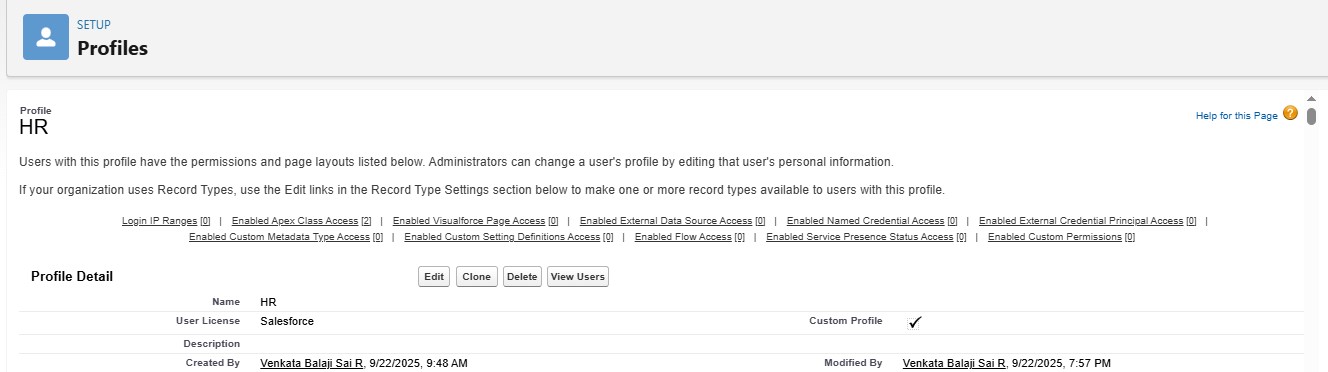 SETUP
Profiles
Profile
HR
Help for this Page ?
Users with this profile have the permissions and page layouts listed below. Administrators can change a user's profile by editing that user's personal information.
If your organization uses Record Types, use the Edit links in the Record Type Settings section below to make one or more record types available to users with this profile.
Login IP Ranges [0] | Enabled Apex Class Access [2] | Enabled Visualforce Page Access [0] | Enabled External Data Source Access [0] | Enabled Named Credential Access [0] | Enabled External Credential Principal Access [0] |
Enabled Custom Metadata Type Access [0] | Enabled Custom Setting Definitions Access [0] | Enabled Flow Access [0] | Enabled Service Presence Status Access [0] | Enabled Custom Permissions [0]
Profile Detail Edit Clone Delete View Users
Name HR
User License Salesforce Custom Profile ✓
Description
Created By Venkata Balaji Sai R, 9/22/2025, 9:48 AM Modified By Venkata Balaji Sai R, 9/22/2025, 7:57 PM